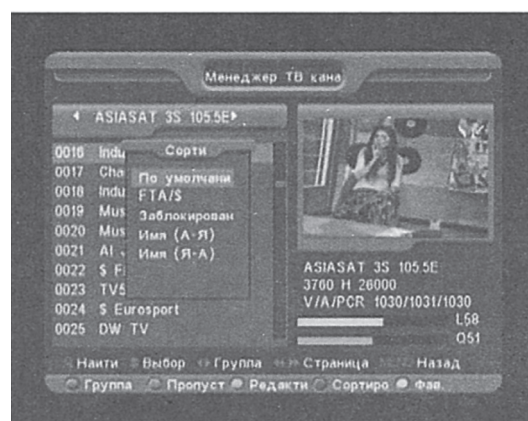 Менеджер ТВ кана
ASIASAT 3S 105.5E
Сорти
0016 Indu
0017 Cha
0018 Indu
0019 Mus
0020 Mus
0021 Al
0022 $ F
0023 TV5
0024 $ Eurosport
0025 DW TV
По умолчани
FTA/$
Заблокирован
Имя (А-Я)
Имя (Я-А)
ASIASAT 3S 105.5E
3760 H 26000
V/A/PCR 1030/1031/1030
L58
Q51
Найти Выбор Группа Страница Назад
Группа Пропуст Редакти Сортиро Фав.